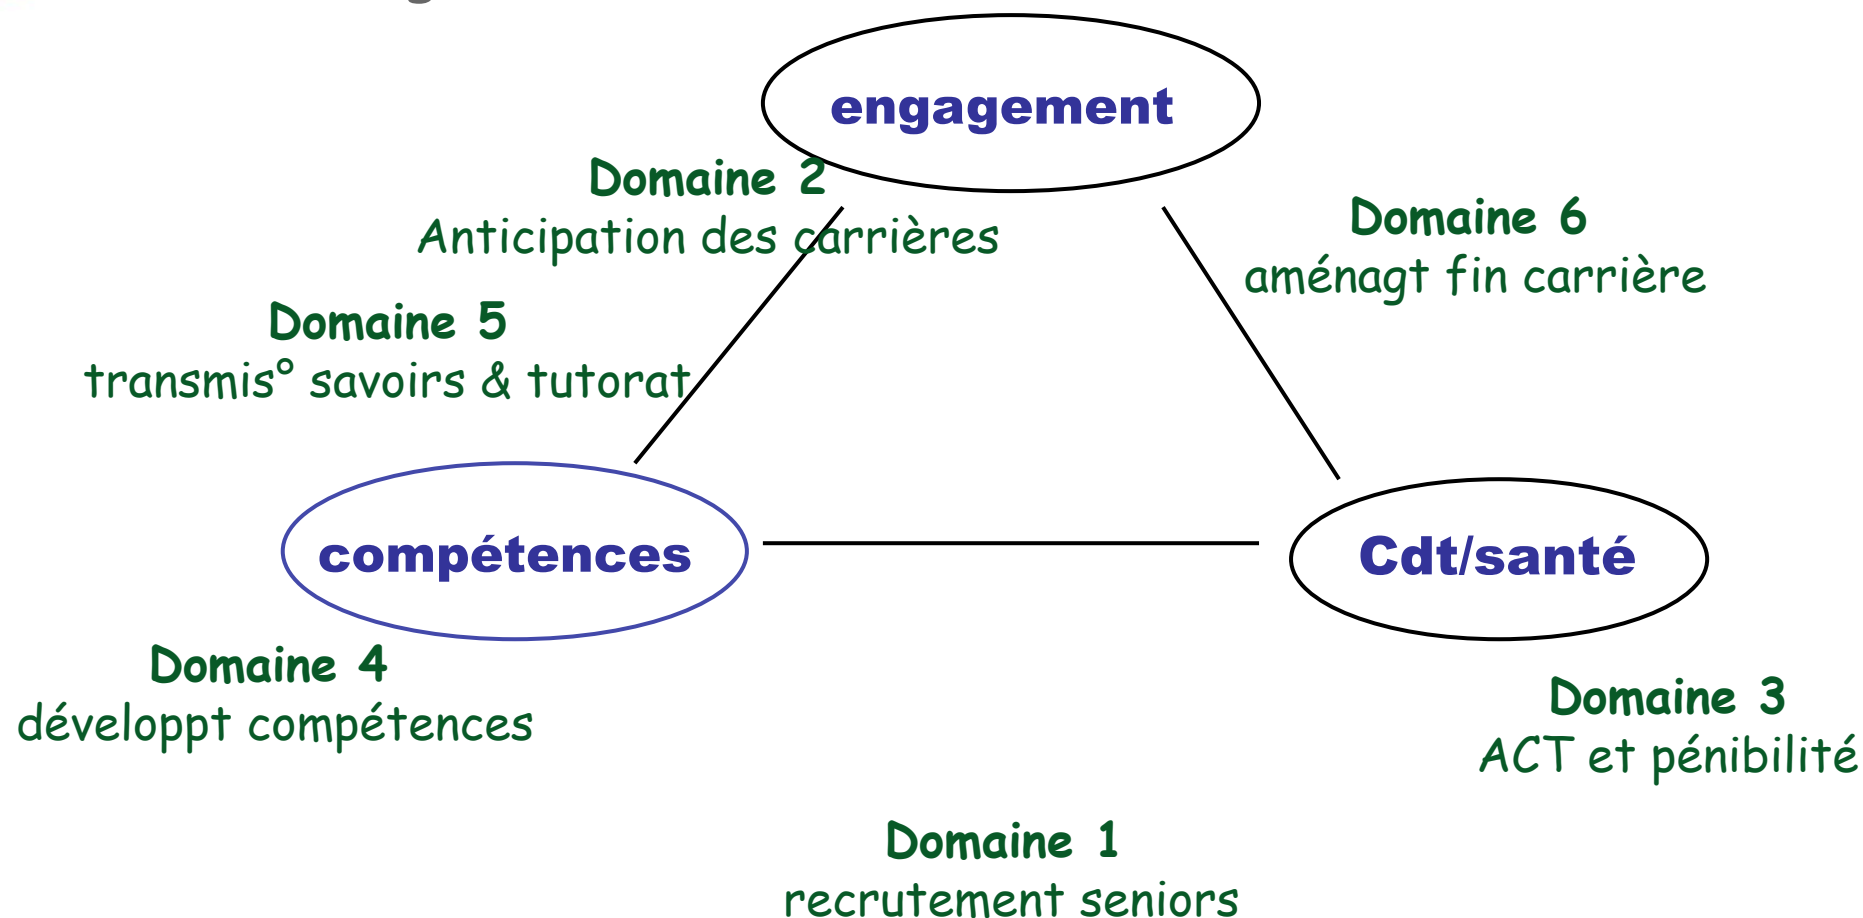 engagement
Domaine 2
Anticipation des carrières
Domaine 6
aménagt fin carrière
Domaine 5
transmis° savoirs & tutorat
compétences
Cdt/santé
Domaine 4
développt compétences
Domaine 3
ACT et pénibilité
Domaine 1
recrutement seniors